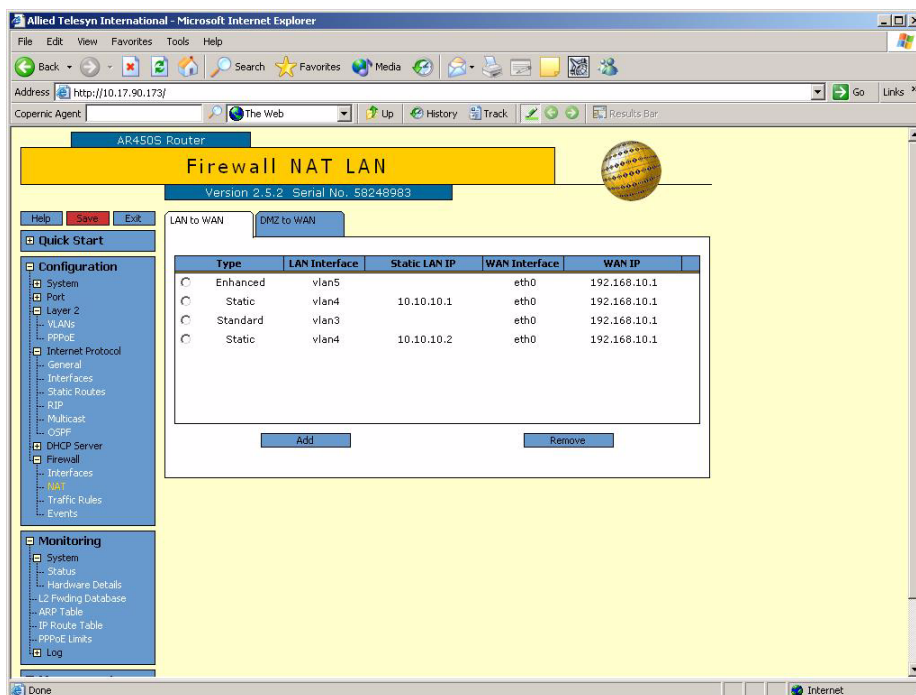 Allied Telesyn International - Microsoft Internet Explorer
File Edit View Favorites Tools Help
Back Search Favorites Media
Address http://10.17.90.173/ Go Links »
Copernic Agent The Web Up History Track Results Bar
AR450S Router
Firewall NAT LAN
Version 2.5.2 Serial No. 58248983
Help Save Exit
LAN to WAN DMZ to WAN
Quick Start
Configuration
System
Port
Layer 2
VLANs
PPPoE
Internet Protocol
General
Interfaces
Static Routes
RIP
Multicast
OSPF
DHCP Server
Firewall
Interfaces
NAT
Traffic Rules
Events
Monitoring
System
Status
Hardware Details
L2 Fwding Database
ARP Table
IP Route Table
PPPoE Limits
Log
Type LAN Interface Static LAN IP WAN Interface WAN IP
Enhanced vlan5 eth0 192.168.10.1
Static vlan4 10.10.10.1 eth0 192.168.10.1
Standard vlan3 eth0 192.168.10.1
Static vlan4 10.10.10.2 eth0 192.168.10.1
Add Remove
Done Internet